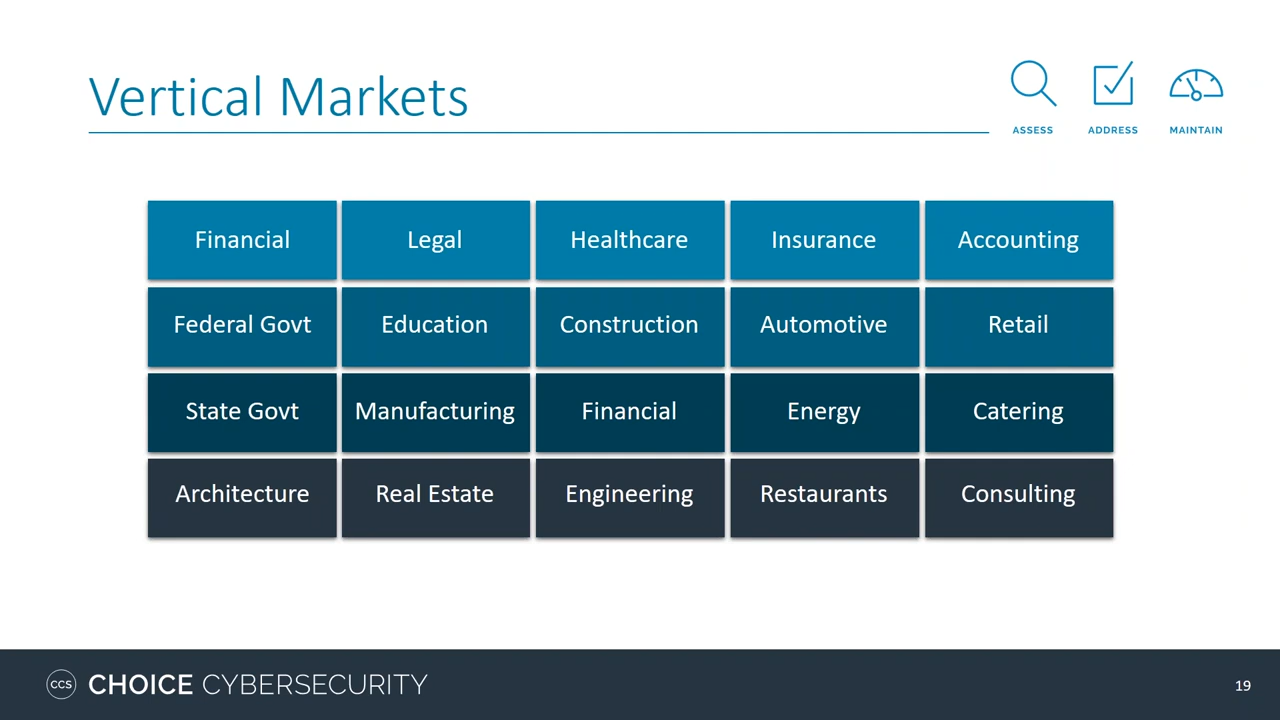 Vertical Markets
ASSESS ADDRESS MAINTAIN
Financial Legal Healthcare Insurance Accounting
Federal Govt Education Construction Automotive Retail
State Govt Manufacturing Financial Energy Catering
Architecture Real Estate Engineering Restaurants Consulting
CCS CHOICE CYBERSECURITY
19